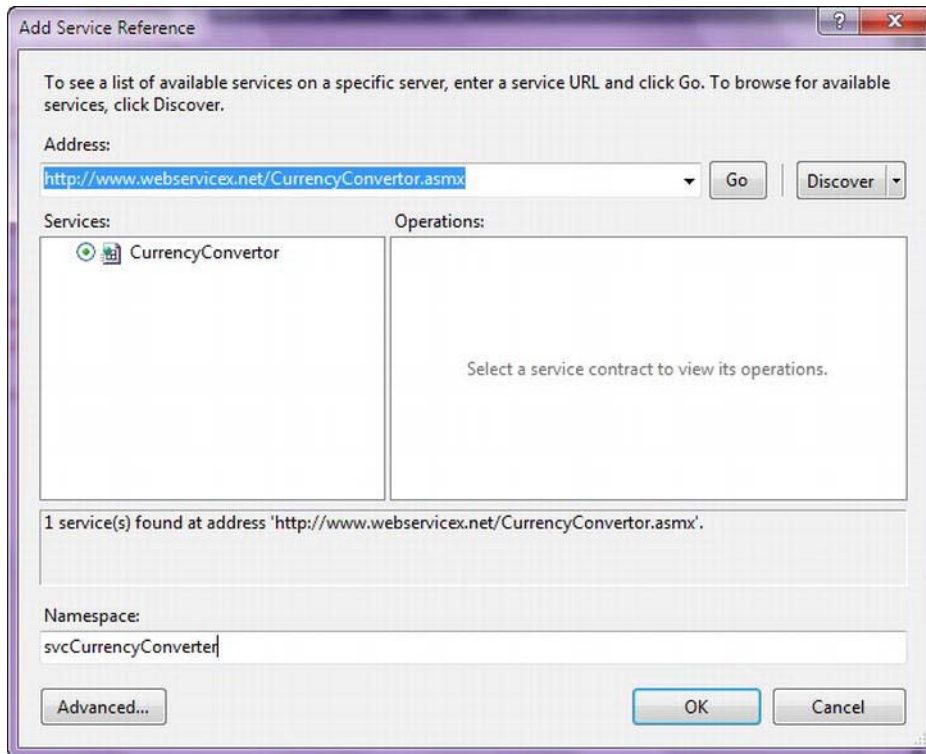 Add Service Reference
To see a list of available services on a specific server, enter a service URL and click Go. To browse for available
services, click Discover.
Address:
http://www.webservicex.net/CurrencyConvertor.asmx
Go
Discover
Services:
Operations:
CurrencyConvertor
Select a service contract to view its operations.
1 service(s) found at address 'http://www.webservicex.net/CurrencyConvertor.asmx'.
Namespace:
svcCurrencyConverter
Advanced...
OK
Cancel